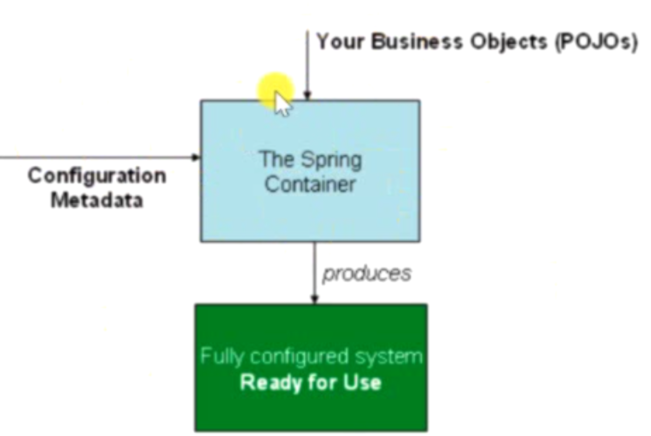 Your Business Objects (POJOs)
The Spring
Container
Configuration
Metadata
produces
Fully configured system
Ready for Use